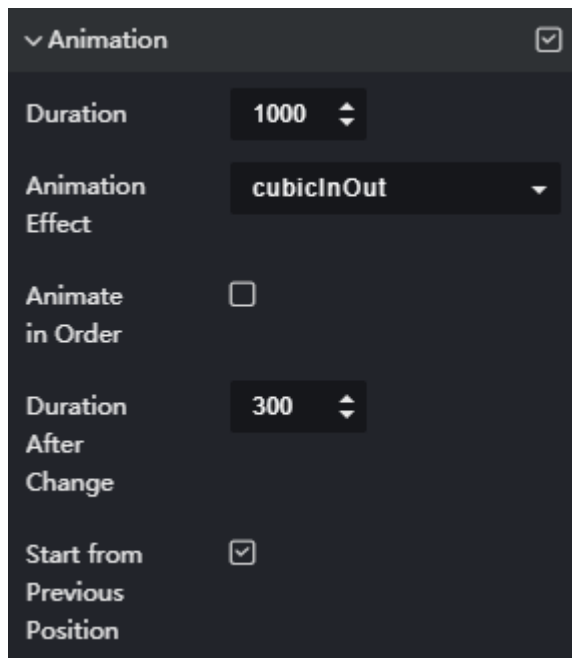 Animation
Duration 1000
Animation cubicInOut
Effect
Animate
in Order
Duration 300
After
Change
Start from
Previous
Position